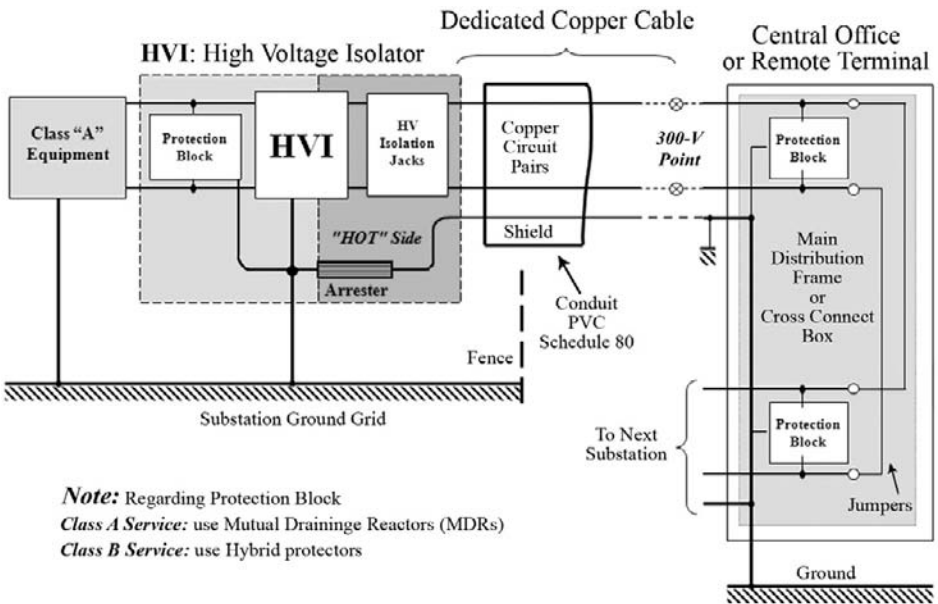 Dedicated Copper Cable
HVI: High Voltage Isolator
Central Office
or Remote Terminal
Class “A”
Equipment
Protection
Block
HVI
HV
Isolation
Jacks
Copper
Circuit
Pairs
300-V
Point
Protection
Block
"HOT" Side
Shield
Arrester
Main
Distribution
Frame
or
Cross Connect
Box
Conduit
PVC
Schedule 80
Fence
Substation Ground Grid
To Next
Substation
Protection
Block
Jumpers
Note: Regarding Protection Block
Class A Service: use Mutual Draininge Reactors (MDRs)
Class B Service: use Hybrid protectors
Ground